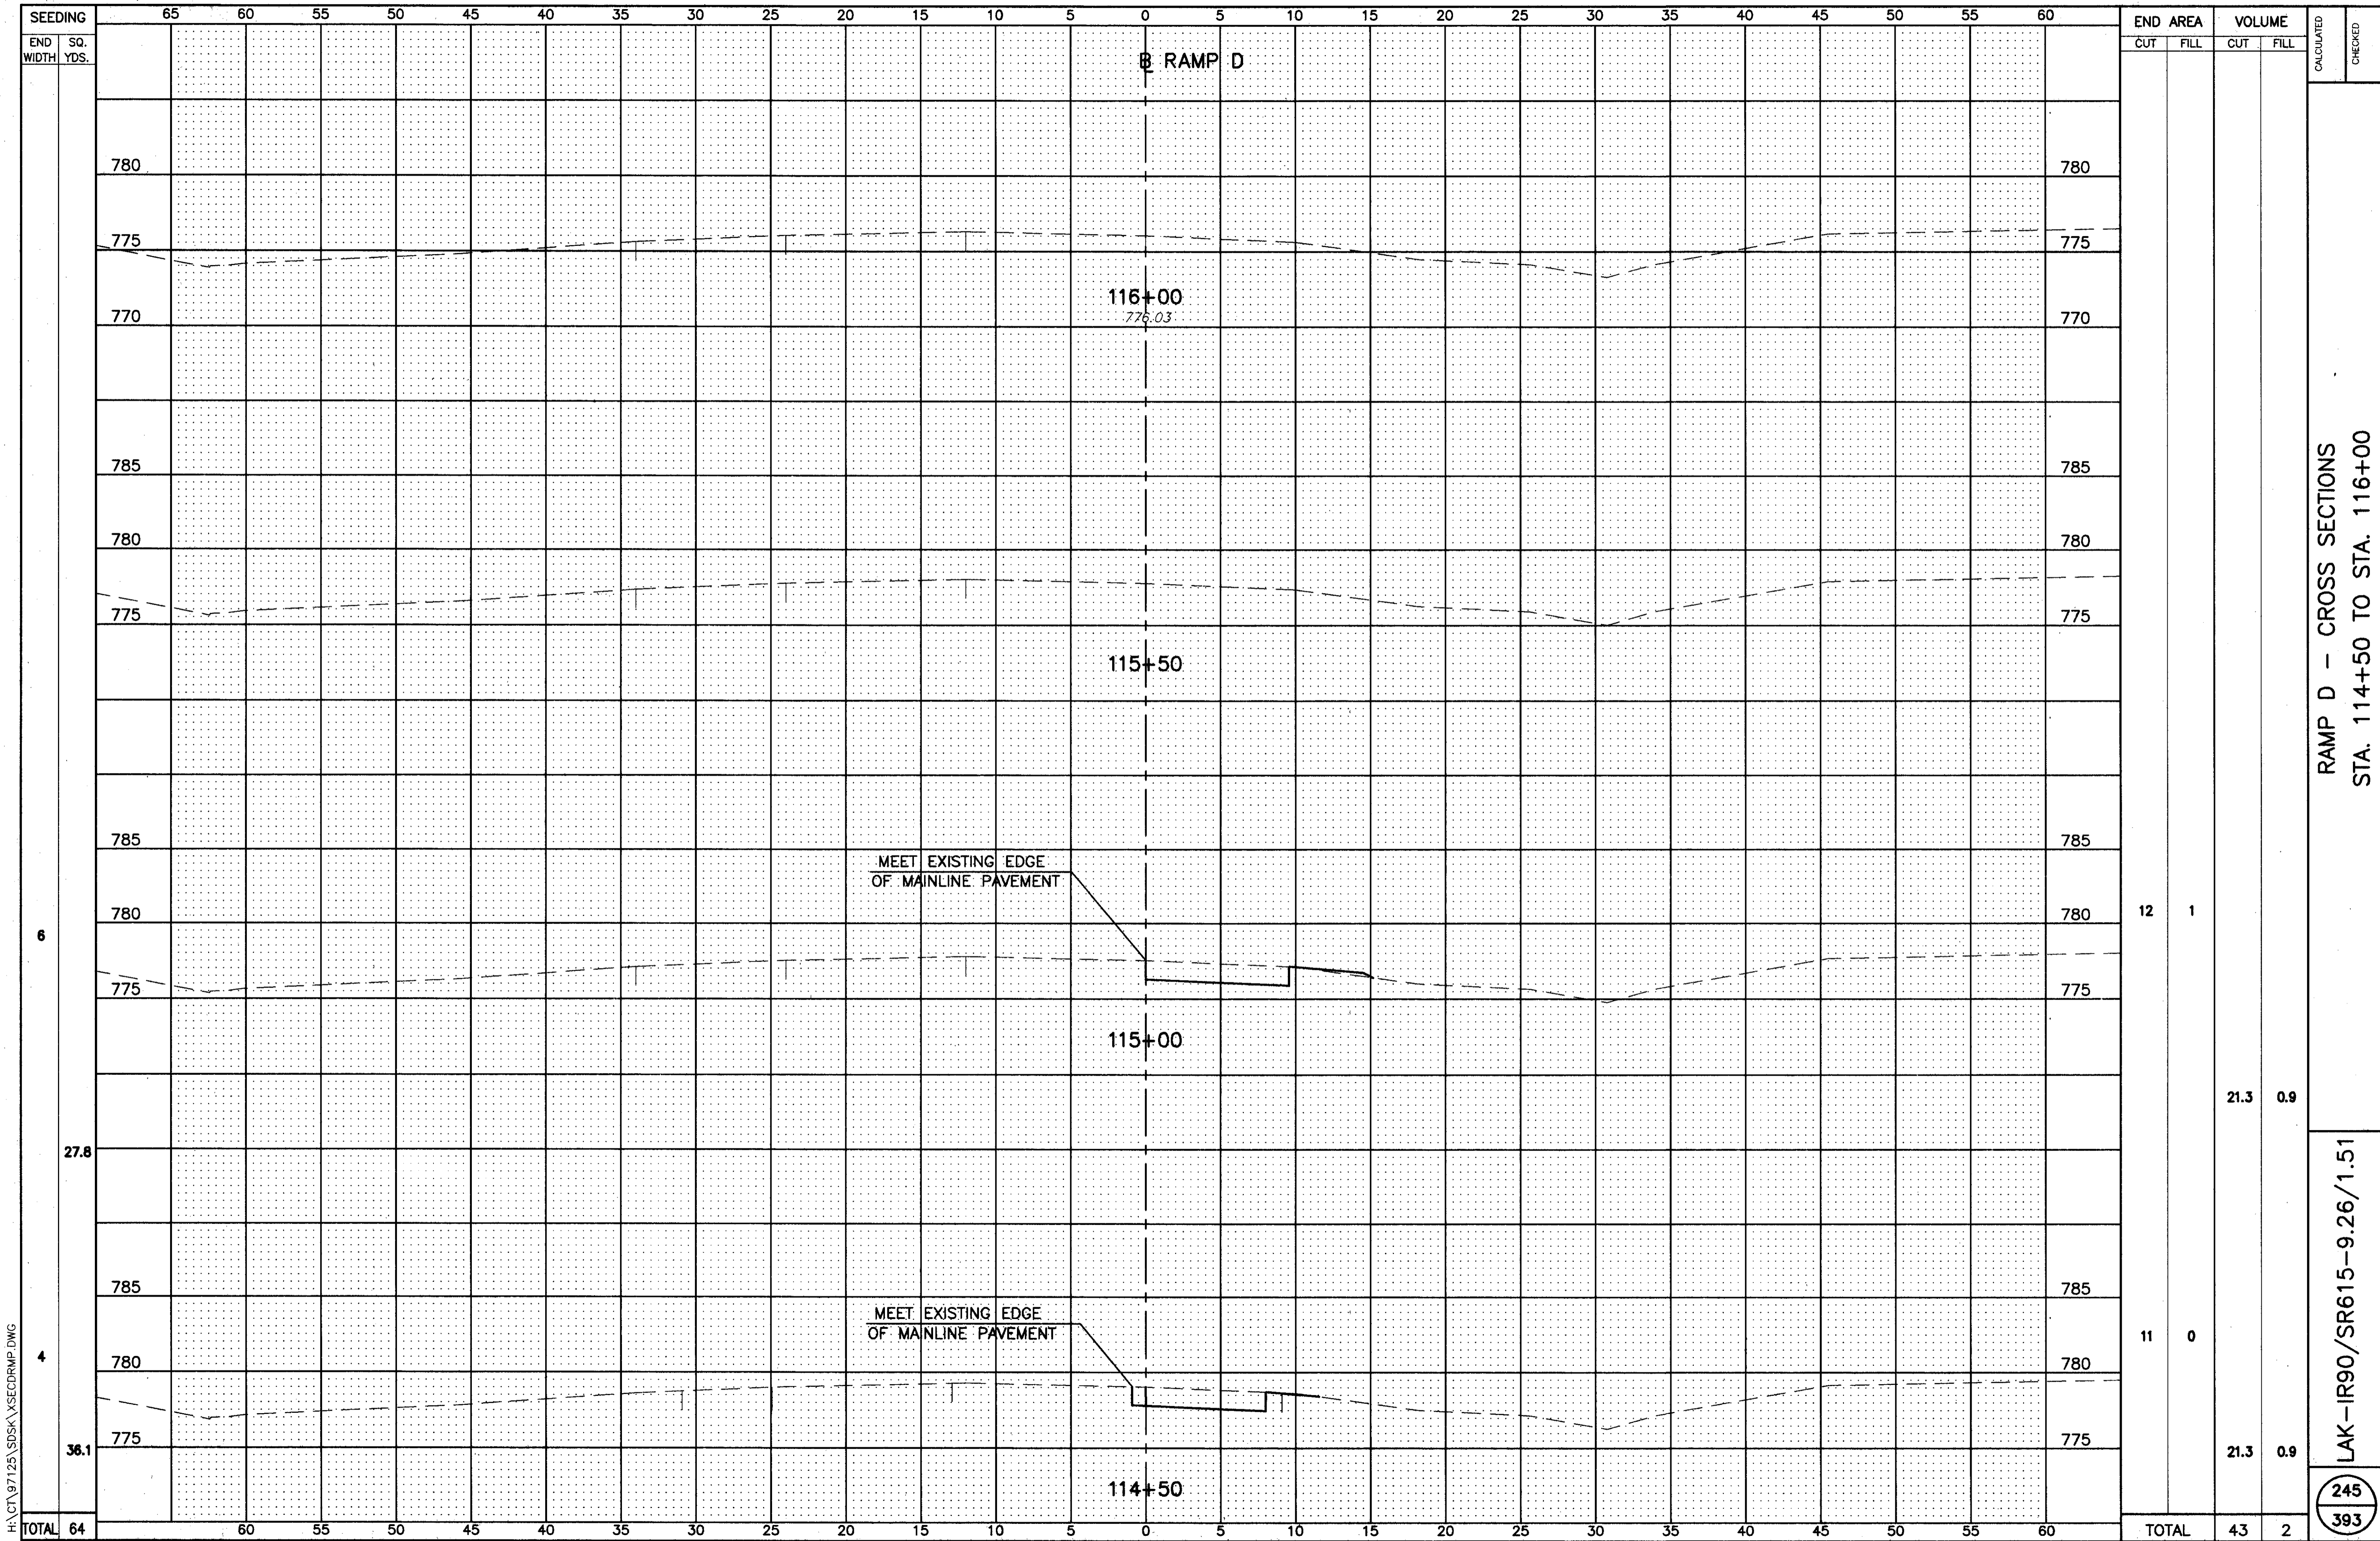 SEEDING
END WIDTH
SQ. YDS.
65 60 55 50 45 40 35 30 25 20 15 10 5 0 5 10 15 20 25 30 35 40 45 50 55 60
END AREA
VOLUME
CUT FILL CUT FILL
CALCULATED
CHECKED
B RAMP D
780 780
775 775
116+00
776.03
770 770
785 785
780 780
775 775
115+50
785 785
MEET EXISTING EDGE
OF MAINLINE PAVEMENT
780 780
12 1
6
775 775
115+00
21.3 0.9
27.8
785 785
MEET EXISTING EDGE
OF MAINLINE PAVEMENT
11 0
4
780 780
775 775
36.1
21.3 0.9
114+50
TOTAL 64
60 55 50 45 40 35 30 25 20 15 10 5 0 5 10 15 20 25 30 35 40 45 50 55 60
TOTAL 43 2
RAMP D - CROSS SECTIONS
STA. 114+50 TO STA. 116+00
LAK-IR90/SR615-9.26/1.51
245
393
H:\CT\97125\SDSK\XSECDRMP.DWG